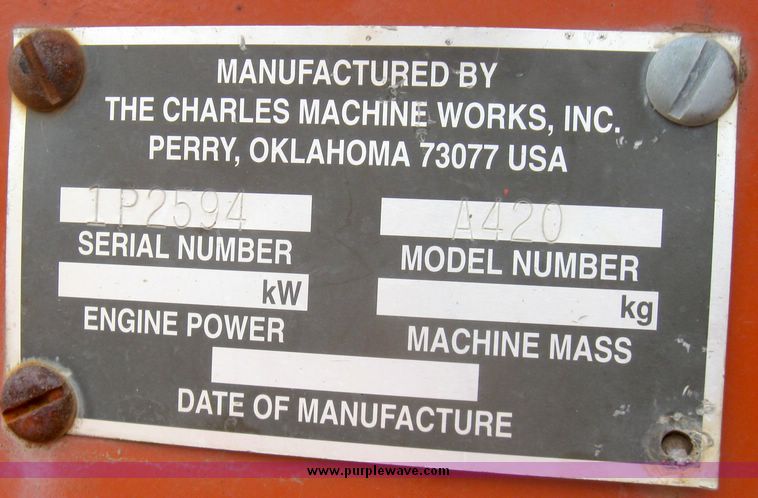 MANUFACTURED BY
THE CHARLES MACHINE WORKS, INC.
PERRY, OKLAHOMA 73077 USA
1P2594 A420
SERIAL NUMBER MODEL NUMBER
kW kg
ENGINE POWER MACHINE MASS
DATE OF MANUFACTURE
www.purplewave.com